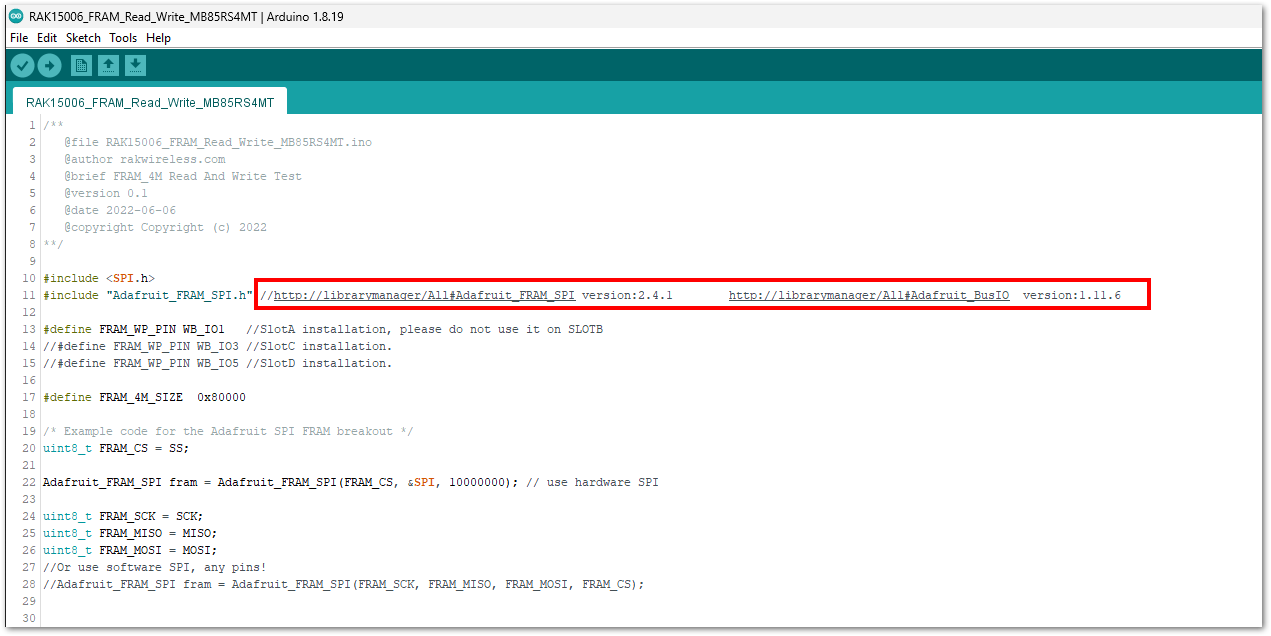 RAK15006_FRAM_Read_Write_MB85RS4MT | Arduino 1.8.19
File Edit Sketch Tools Help
RAK15006_FRAM_Read_Write_MB85RS4MT
1 /**
2    @file RAK15006_FRAM_Read_Write_MB85RS4MT.ino
3    @author rakwireless.com
4    @brief FRAM_4M Read And Write Test
5    @version 0.1
6    @date 2022-06-06
7    @copyright Copyright (c) 2022
8 **/
9
10 #include <SPI.h>
11 #include "Adafruit_FRAM_SPI.h" //http://librarymanager/All#Adafruit_FRAM_SPI version:2.4.1        http://librarymanager/All#Adafruit_BusIO  version:1.11.6
12
13 #define FRAM_WP_PIN WB_IO1   //SlotA installation, please do not use it on SLOTB
14 //#define FRAM_WP_PIN WB_IO3 //SlotC installation.
15 //#define FRAM_WP_PIN WB_IO5 //SlotD installation.
16
17 #define FRAM_4M_SIZE  0x80000
18
19 /* Example code for the Adafruit SPI FRAM breakout */
20 uint8_t FRAM_CS = SS;
21
22 Adafruit_FRAM_SPI fram = Adafruit_FRAM_SPI(FRAM_CS, &SPI, 10000000); // use hardware SPI
23
24 uint8_t FRAM_SCK = SCK;
25 uint8_t FRAM_MISO = MISO;
26 uint8_t FRAM_MOSI = MOSI;
27 //Or use software SPI, any pins!
28 //Adafruit_FRAM_SPI fram = Adafruit_FRAM_SPI(FRAM_SCK, FRAM_MISO, FRAM_MOSI, FRAM_CS);
29
30